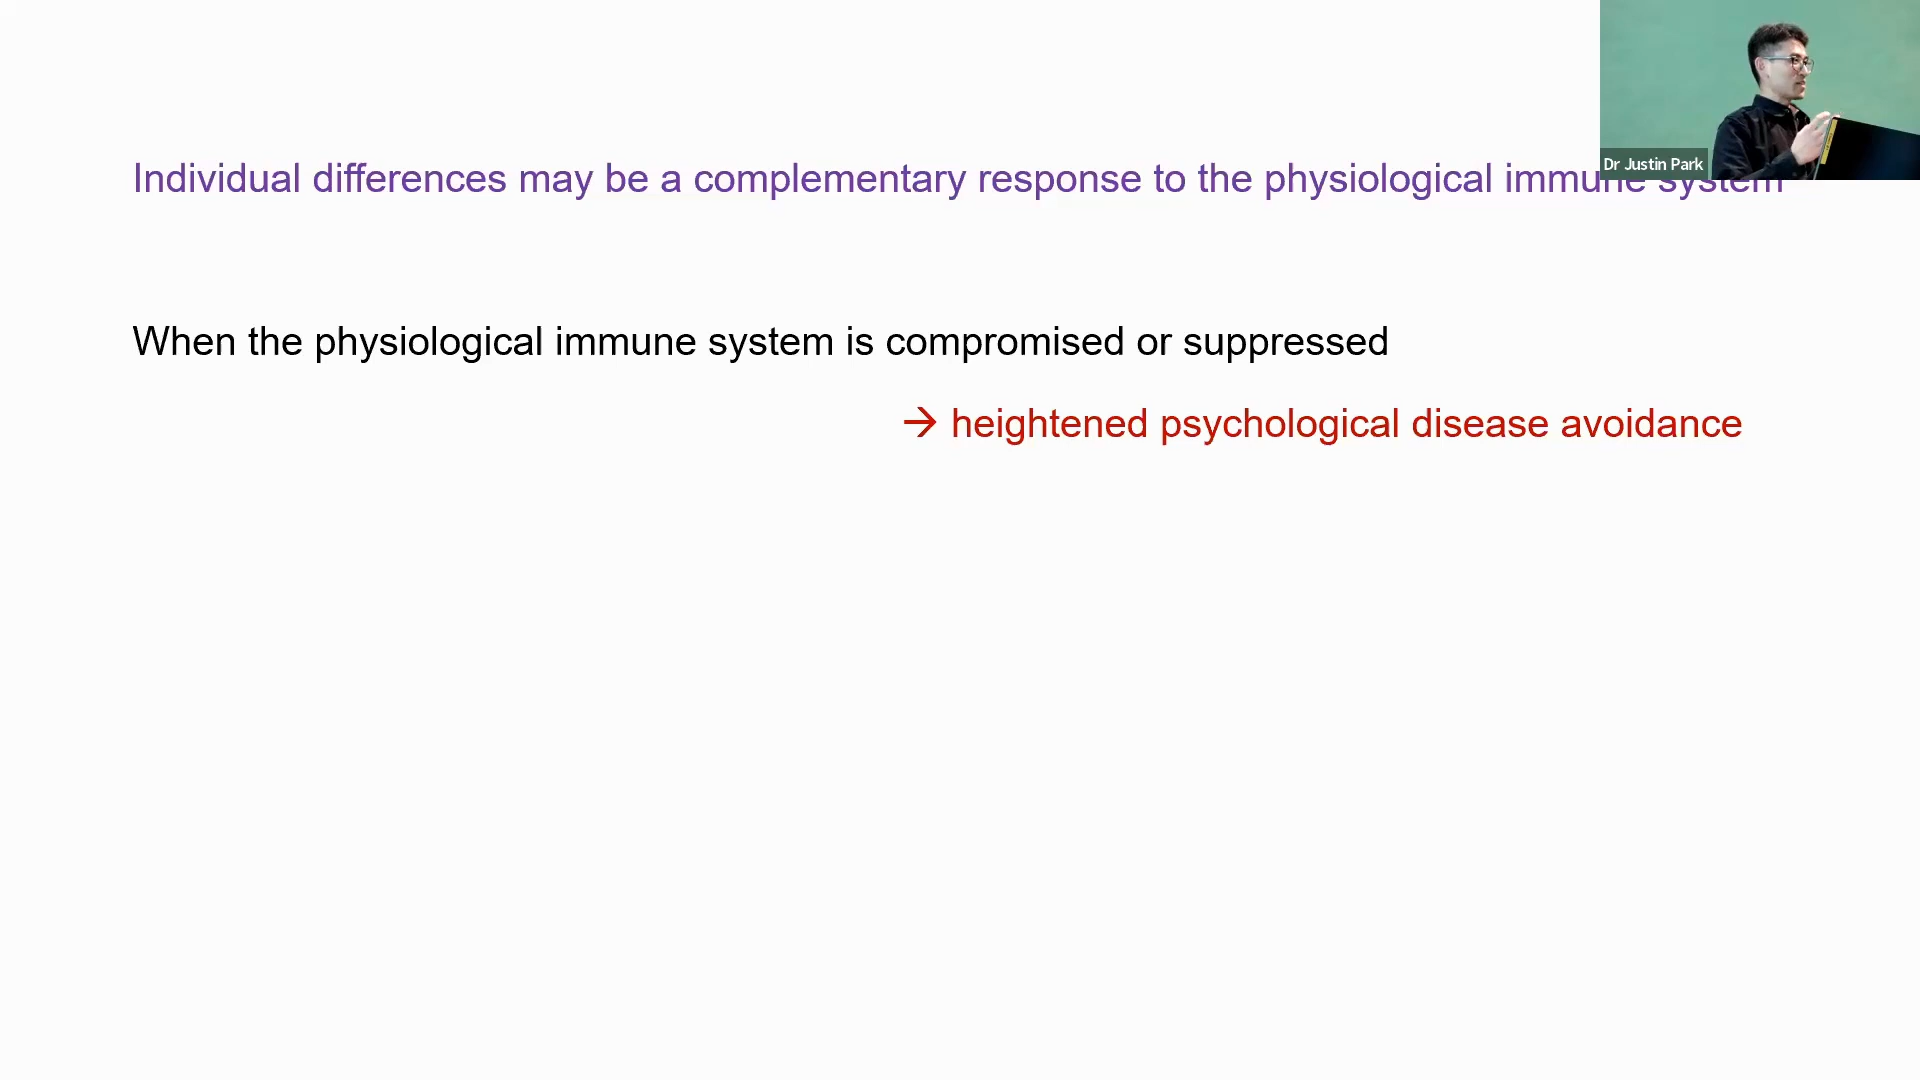 Individual differences may be a complementary response to the physiological immune system
When the physiological immune system is compromised or suppressed
→ heightened psychological disease avoidance
Dr Justin Park